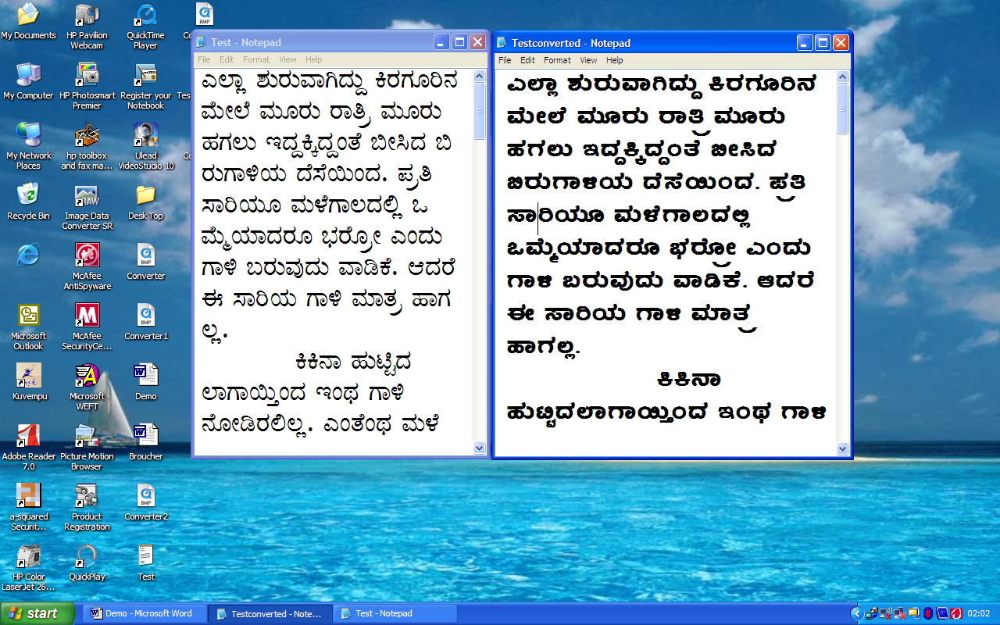 My Documents
HP Pavilion
Webcam
QuickTime
Player
My Computer
HP Photosmart
Premier
Register your
Notebook
My Network
Places
hp toolbox
and fax ma...
Ulead
VideoStudio 10
Recycle Bin
Image Data
Converter SR
Desk Top
McAfee
AntiSpyware
Converter
Microsoft
Outlook
McAfee
SecurityCe...
Converter1
Kuvempu
Microsoft
WEFT
Demo
Adobe Reader
7.0
Picture Motion
Browser
Broucher
a-squared
Securit...
Product
Registration
Converter2
HP Color
LaserJet 26...
QuickPlay
Test
BMP
Test - Notepad
File Edit Format View Help
ಎಲ್ಲಾ ಶುರುವಾಗಿದ್ದು ಕಿರಗೂರಿನ
ಮೇಲೆ ಮೂರು ರಾತ್ರಿ ಮೂರು
ಹಗಲು ಇದ್ದಕ್ಕಿದ್ದಂತೆ ಬೀಸಿದ ಬಿ
ರುಗಾಳಿಯ ದೆಸೆಯಿಂದ. ಪ್ರತಿ
ಸಾರಿಯೂ ಮಳೆಗಾಲದಲ್ಲಿ ಒ
ಮ್ಮೆಯಾದರೂ ಭರ್ರೋ ಎಂದು
ಗಾಳಿ ಬರುವುದು ವಾಡಿಕೆ. ಆದರೆ
ಈ ಸಾರಿಯ ಗಾಳಿ ಮಾತ್ರ ಹಾಗ
ಲ್ಲ.
ಕಿಕಿನಾ ಹುಟ್ಟಿದ
ಲಾಗಾಯ್ತಿಂದ ಇಂಥ ಗಾಳಿ
ನೋಡಿರಲಿಲ್ಲ. ಎಂತೆಂಥ ಮಳೆ
Testconverted - Notepad
File Edit Format View Help
ಎಲ್ಲಾ ಶುರುವಾಗಿದ್ದು ಕಿರಗೂರಿನ
ಮೇಲೆ ಮೂರು ರಾತ್ರಿ ಮೂರು
ಹಗಲು ಇದ್ದಕ್ಕಿದ್ದಂತೆ ಬೀಸಿದ
ಬಿರುಗಾಳಿಯ ದೆಸೆಯಿಂದ. ಪ್ರತಿ
ಸಾರಿಯೂ ಮಳೆಗಾಲದಲ್ಲಿ
ಒಮ್ಮೆಯಾದರೂ ಭರ್ರೋ ಎಂದು
ಗಾಳಿ ಬರುವುದು ವಾಡಿಕೆ. ಆದರೆ
ಈ ಸಾರಿಯ ಗಾಳಿ ಮಾತ್ರ
ಹಾಗಲ್ಲ.
ಕಿಕಿನಾ
ಹುಟ್ಟಿದಲಾಗಾಯ್ತಿಂದ ಇಂಥ ಗಾಳಿ
start
Demo - Microsoft Word
Testconverted - Note...
Test - Notepad
02:02